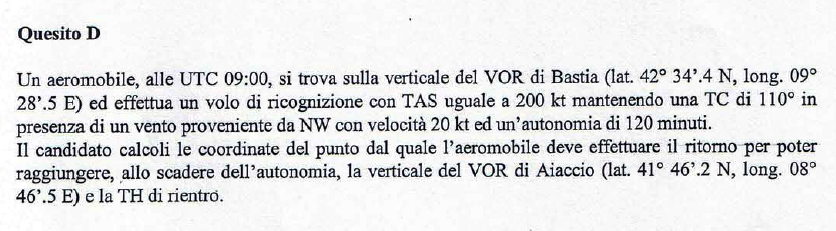 Quesito D
Un aeromobile, alle UTC 09:00, si trova sulla verticale del VOR di Bastia (lat. 42° 34'.4 N, long. 09°
28'.5 E) ed effettua un volo di ricognizione con TAS uguale a 200 kt mantenendo una TC di 110° in
presenza di un vento proveniente da NW con velocità 20 kt ed un'autonomia di 120 minuti.
Il candidato calcoli le coordinate del punto dal quale l'aeromobile deve effettuare il ritorno per poter
raggiungere, allo scadere dell'autonomia, la verticale del VOR di Aiaccio (lat. 41° 46'.2 N, long. 08°
46'.5 E) e la TH di rientro.